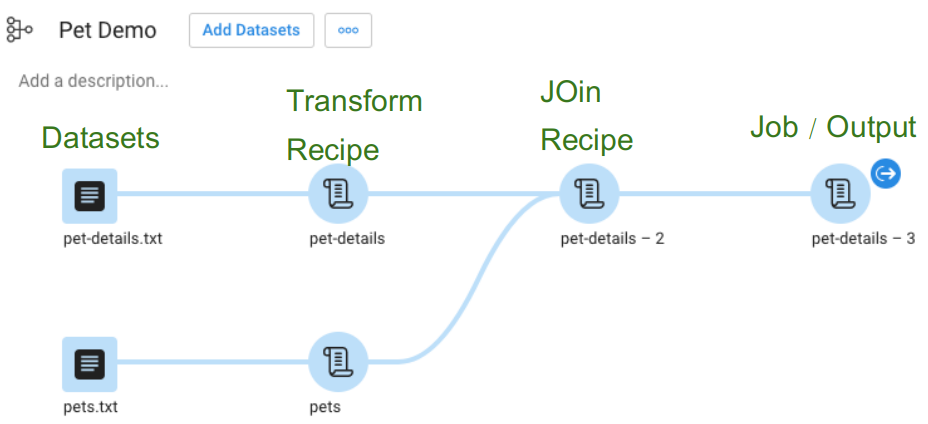 Pet Demo
Add Datasets
Add a description...
Datasets
Transform
Recipe
JOin
Recipe
Job / Output
pet-details.txt
pet-details
pet-details – 2
pet-details – 3
pets.txt
pets